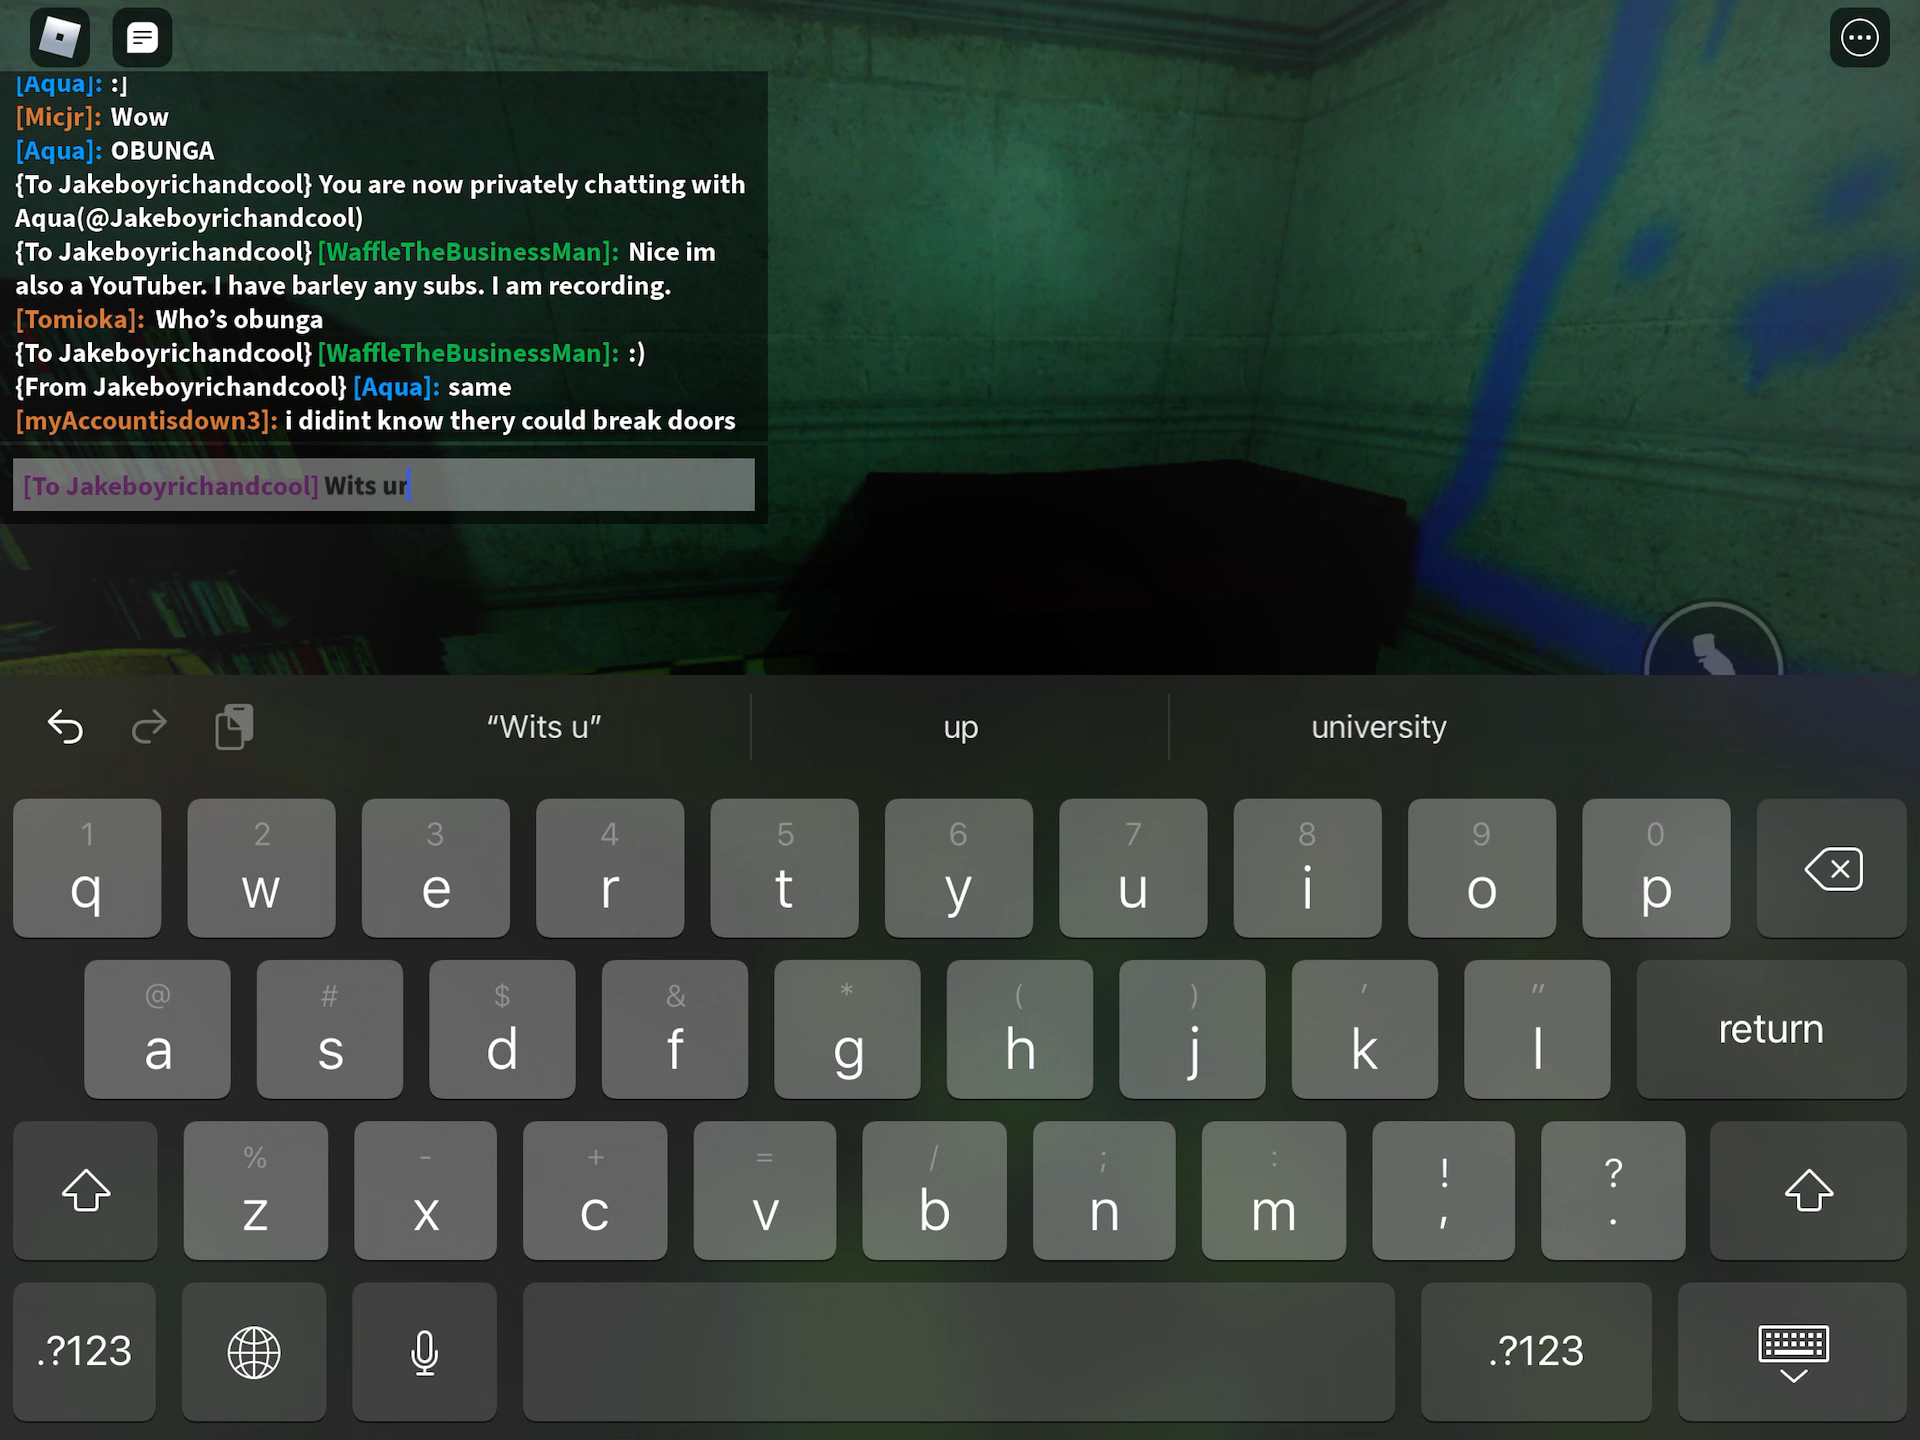 [Aqua]: :]
[Micjr]: Wow
[Aqua]: OBUNGA
{To Jakeboyrichandcool} You are now privately chatting with
Aqua(@Jakeboyrichandcool)
{To Jakeboyrichandcool} [WaffleTheBusinessMan]: Nice im
also a YouTuber. I have barley any subs. I am recording.
[Tomioka]: Who’s obunga
{To Jakeboyrichandcool} [WaffleTheBusinessMan]: :)
{From Jakeboyrichandcool} [Aqua]: same
[myAccountisdown3]: i didint know thery could break doors
[To Jakeboyrichandcool] Wits ur
“Wits u” up university
1 2 3 4 5 6 7 8 9 0
q w e r t y u i o p
@ # $ & * ( ) ' "
a s d f g h j k l return
% - + = / ; : ! ?
z x c v b n m , .
.?123 .?123